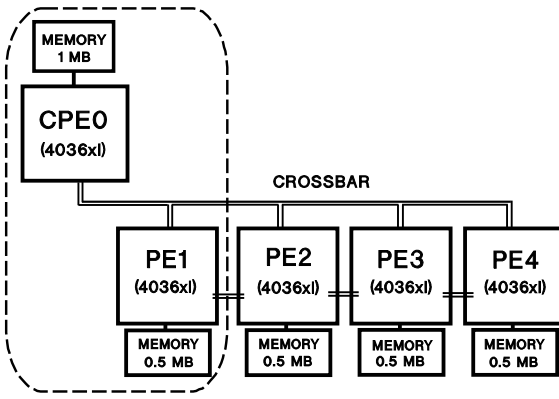 MEMORY
1 MB
CPE0
(4036xl)
CROSSBAR
PE1
(4036xl)
PE2
(4036xl)
PE3
(4036xl)
PE4
(4036xl)
MEMORY
0.5 MB
MEMORY
0.5 MB
MEMORY
0.5 MB
MEMORY
0.5 MB